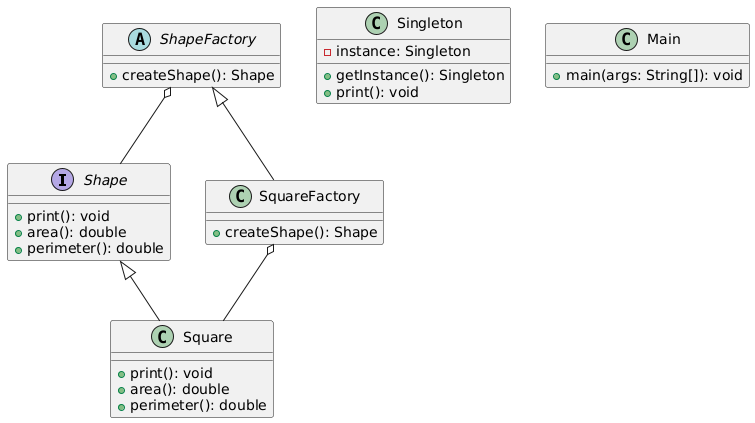 A ShapeFactory
createShape(): Shape
C Singleton
instance: Singleton
getInstance(): Singleton
print(): void
C Main
main(args: String[]): void
I Shape
print(): void
area(): double
perimeter(): double
C SquareFactory
createShape(): Shape
C Square
print(): void
area(): double
perimeter(): double